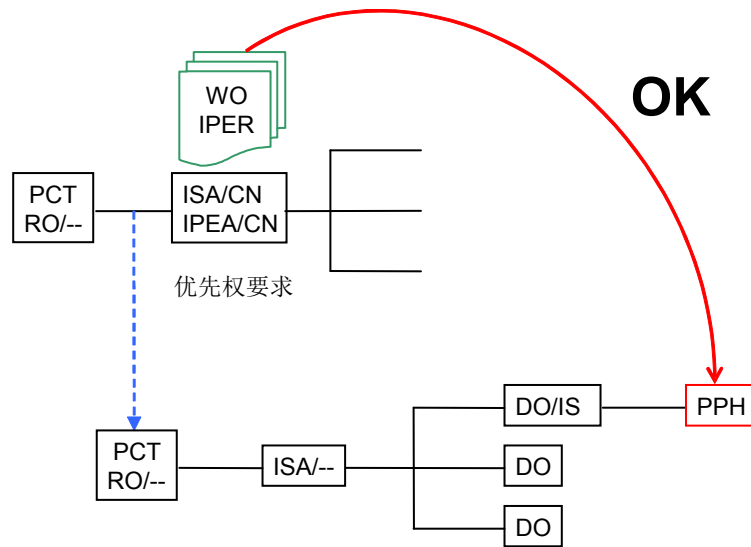 WO
IPER
OK
PCT
RO/--
ISA/CN
IPEA/CN
优先权要求
DO/IS
PPH
PCT
RO/--
ISA/--
DO
DO